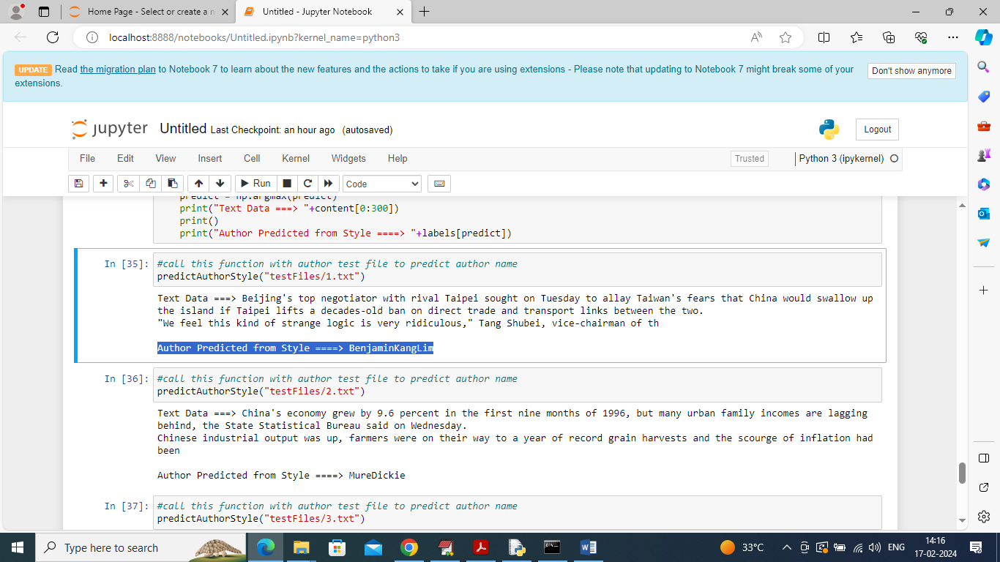 Home Page - Select or create a n
Untitled - Jupyter Notebook
localhost:8888/notebooks/Untitled.ipynb?kernel_name=python3
UPDATE Read the migration plan to Notebook 7 to learn about the new features and the actions to take if you are using extensions - Please note that updating to Notebook 7 might break some of your
extensions.
Don't show anymore
jupyter Untitled Last Checkpoint: an hour ago (autosaved)
Logout
File Edit View Insert Cell Kernel Widgets Help
Trusted
Python 3 (ipykernel)
Run
Code
predict = np.argmax(predict)
print("Text Data ===> "+content[0:300])
print()
print("Author Predicted from Style ====> "+labels[predict])
In [35]: #call this function with author test file to predict author name
predictAuthorStyle("testFiles/1.txt")
Text Data ===> Beijing's top negotiator with rival Taipei sought on Tuesday to allay Taiwan's fears that China would swallow up
the island if Taipei lifts a decades-old ban on direct trade and transport links between the two.
"We feel this kind of strange logic is very ridiculous," Tang Shubei, vice-chairman of th
Author Predicted from Style ====> BenjaminKangLim
In [36]: #call this function with author test file to predict author name
predictAuthorStyle("testFiles/2.txt")
Text Data ===> China's economy grew by 9.6 percent in the first nine months of 1996, but many urban family incomes are lagging
behind, the State Statistical Bureau said on Wednesday.
Chinese industrial output was up, farmers were on their way to a year of record grain harvests and the scourge of inflation had
been
Author Predicted from Style ====> MureDickie
In [37]: #call this function with author test file to predict author name
predictAuthorStyle("testFiles/3.txt")
Type here to search
33°C
ENG
14:16
17-02-2024